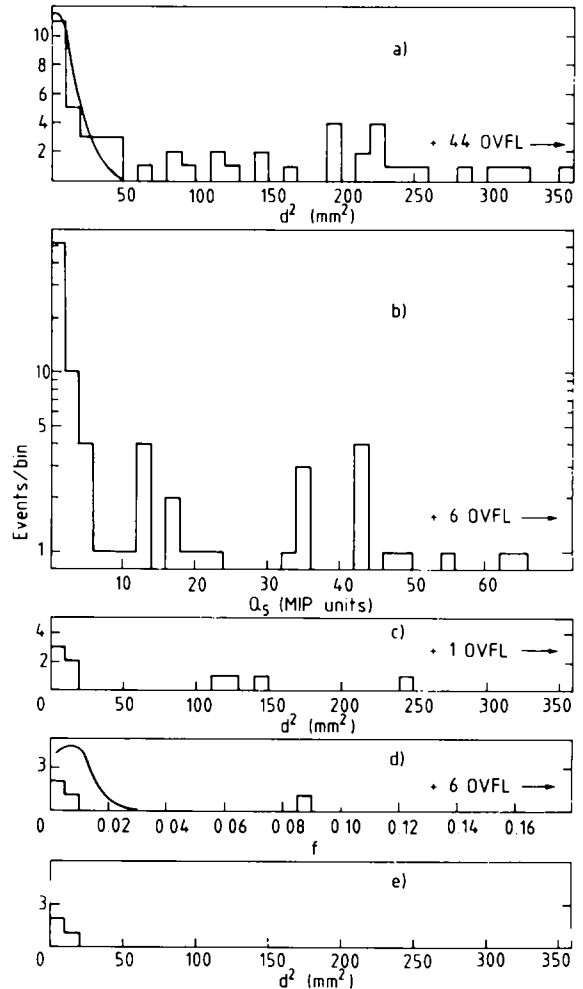 10
8
6
4
2
a)
+ 44 OVFL
50 100 150 200 250 300 350
d² (mm²)
b)
10
5
1
Events/bin
+ 6 OVFL
10 20 30 40 50 60
Qs (MIP units)
c)
4
2
+ 1 OVFL
0 50 100 150 200 250 300 350
d² (mm²)
d)
3
+ 6 OVFL
0 0.02 0 04 0 06 0.08 0 10 0.12 0.14 0.16
f
e)
3
0 50 100 150 200 250 300 350
d² (mm²)